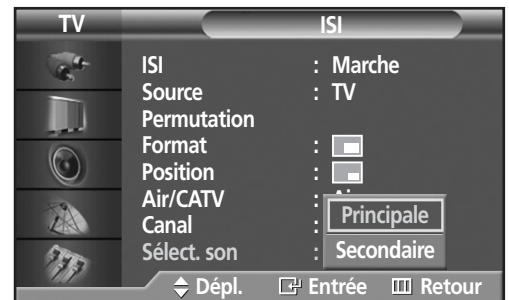 TV ISI
ISI : Marche
Source : TV
Permutation
Format :
Position :
Air/CATV :
Canal : Principale
Sélect. son : Secondaire
Dépl. Entrée Retour